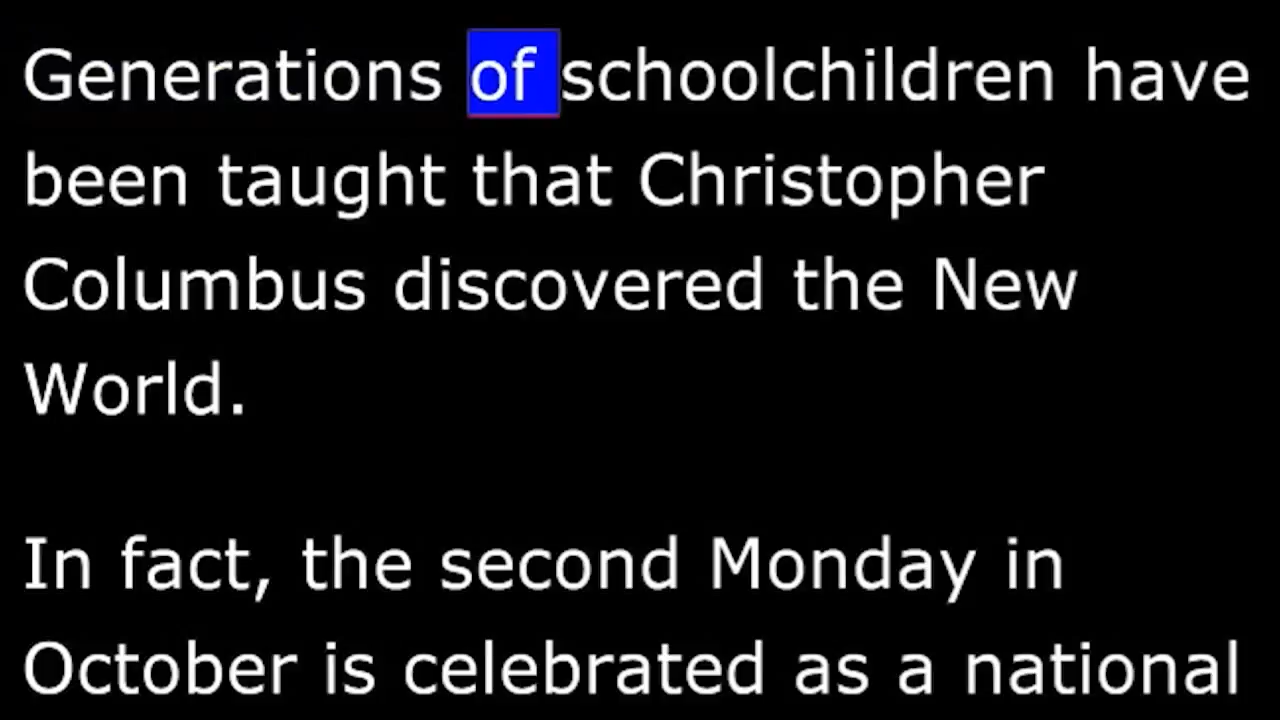 Generations of schoolchildren have
been taught that Christopher
Columbus discovered the New
World.
In fact, the second Monday in
October is celebrated as a national